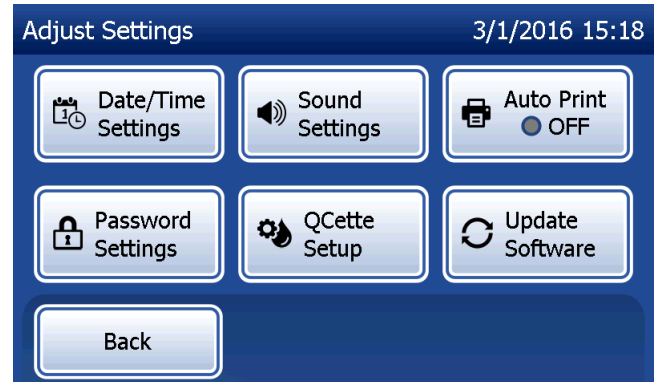 Adjust Settings 3/1/2016 15:18
Date/Time
Settings
Sound
Settings
Auto Print
OFF
Password
Settings
QCette
Setup
Update
Software
Back